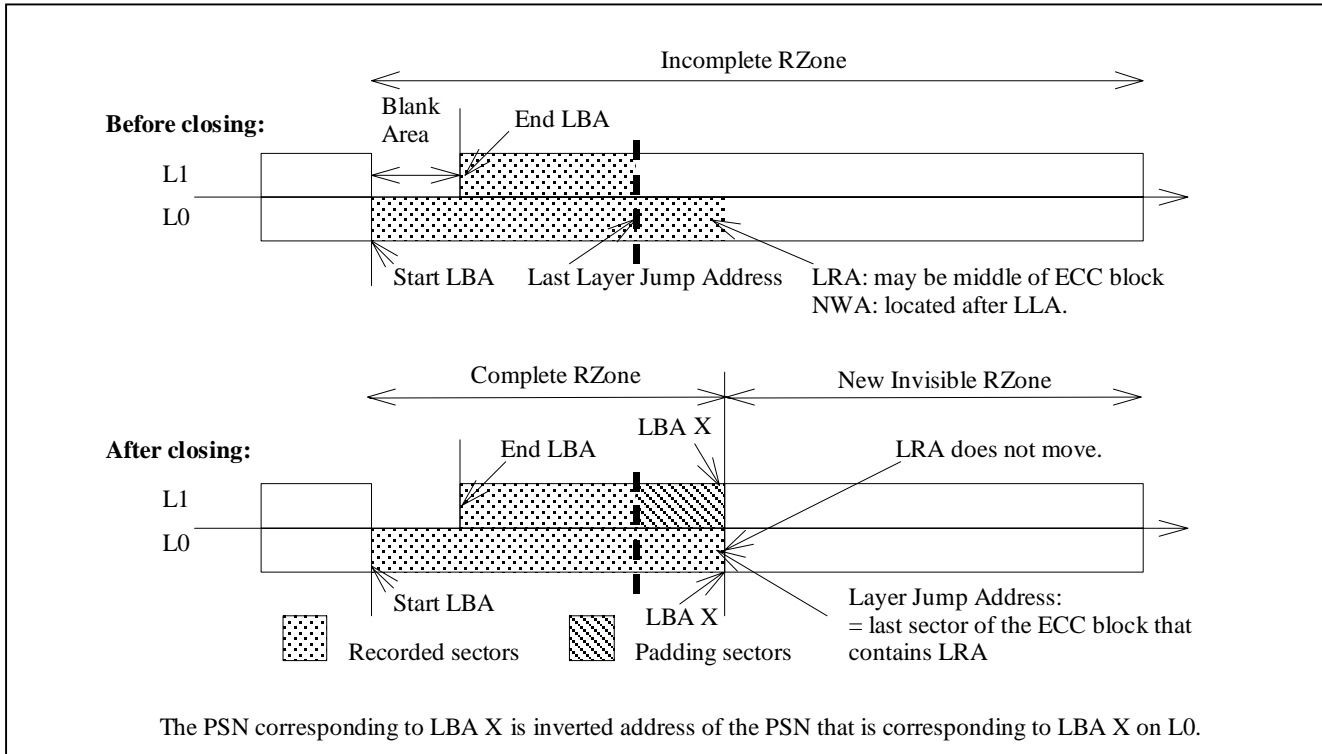 Incomplete RZone
Blank
Area
Before closing:
End LBA
L1
L0
Start LBA
Last Layer Jump Address
LRA: may be middle of ECC block
NWA: located after LLA.
Complete RZone
New Invisible RZone
LBA X
After closing:
End LBA
LRA does not move.
L1
L0
Start LBA
LBA X
Layer Jump Address:
= last sector of the ECC block that
contains LRA
Recorded sectors
Padding sectors
The PSN corresponding to LBA X is inverted address of the PSN that is corresponding to LBA X on L0.